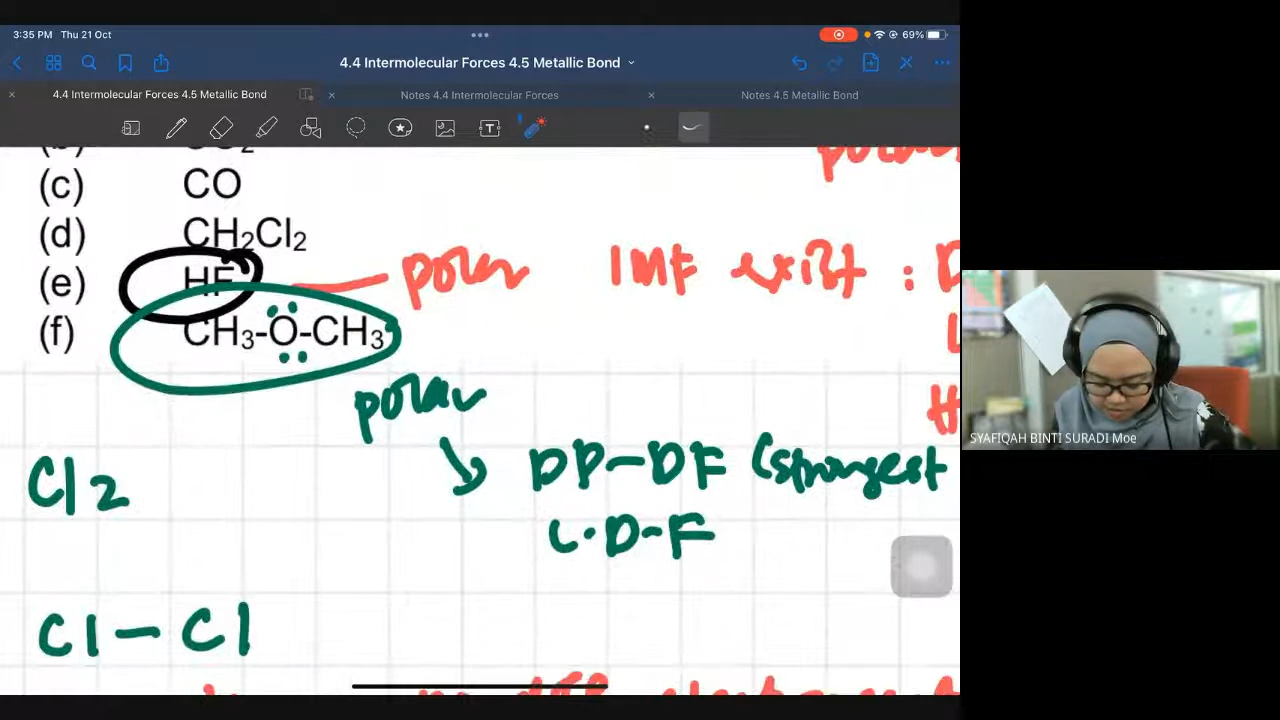 3:35 PM Thu 21 Oct
69%
4.4 Intermolecular Forces 4.5 Metallic Bond
4.4 Intermolecular Forces 4.5 Metallic Bond
Notes 4.4 Intermolecular Forces
Notes 4.5 Metallic Bond
(c) CO
(d) CH2Cl2
(e) HF polar IMF exist : D
(f) CH3-O-CH3
H
polar
DP-DF (strongest
L.D.F
Cl2
Cl-Cl
SYAFIQAH BINTI SURADI Moe